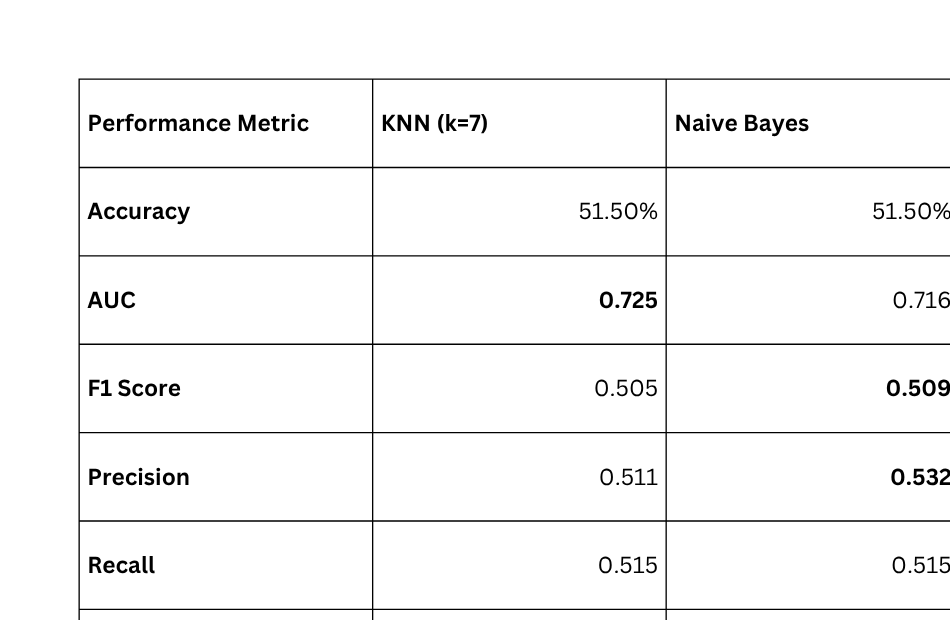 Performance Metric KNN (k=7) Naive Bayes
Accuracy 51.50% 51.50%
AUC 0.725 0.716
F1 Score 0.505 0.509
Precision 0.511 0.532
Recall 0.515 0.515